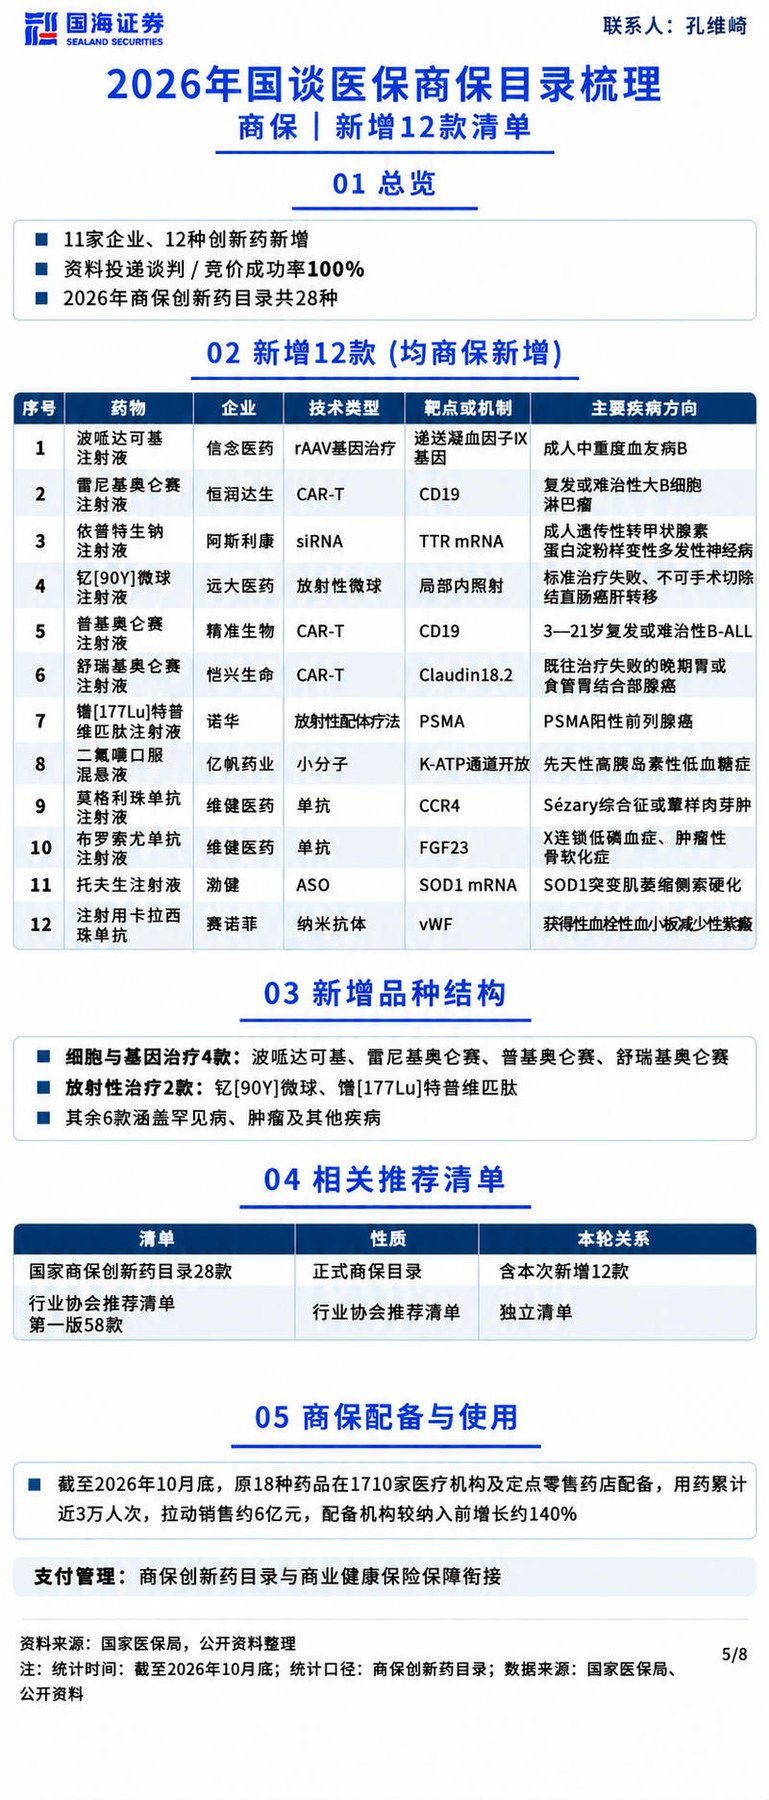 国海证券
SEALAND SECURITIES
联系人：孔维崎
2026年国谈医保商保目录梳理
商保｜新增12款清单
01 总览
11家企业、12种创新药新增
资料投递谈判 / 竞价成功率100%
2026年商保创新药目录共28种
02 新增12款 (均商保新增)
序号 药物 企业 技术类型 靶点或机制 主要疾病方向
1 波哌达可基注射液 信念医药 rAAV基因治疗 递送凝血因子IX基因 成人中重度血友病B
2 雷尼基奥仑赛注射液 恒润达生 CAR-T CD19 复发或难治性大B细胞淋巴瘤
3 依普特生钠注射液 阿斯利康 siRNA TTR mRNA 成人遗传性转甲状腺素蛋白淀粉样变性多发性神经病
4 钇[90Y]微球注射液 远大医药 放射性微球 局部内照射 标准治疗失败、不可手术切除结直肠癌肝转移
5 普基奥仑赛注射液 精准生物 CAR-T CD19 3—21岁复发或难治性B-ALL
6 舒瑞基奥仑赛注射液 恺兴生命 CAR-T Claudin18.2 既往治疗失败的晚期胃或食管胃结合部腺癌
7 镥[177Lu]特普维匹肽注射液 诺华 放射性配体疗法 PSMA PSMA阳性前列腺癌
8 二氮嗪口服混悬液 亿帆药业 小分子 K-ATP通道开放 先天性高胰岛素性低血糖症
9 莫格利珠单抗注射液 维健医药 单抗 CCR4 Sézary综合征或蕈样肉芽肿
10 布罗索尤单抗注射液 维健医药 单抗 FGF23 X连锁低磷血症、肿瘤性骨软化症
11 托夫生注射液 渤健 ASO SOD1 mRNA SOD1突变肌萎缩侧索硬化
12 注射用卡拉西珠单抗 赛诺菲 纳米抗体 vWF 获得性血栓性血小板减少性紫癜
03 新增品种结构
细胞与基因治疗4款：波哌达可基、雷尼基奥仑赛、普基奥仑赛、舒瑞基奥仑赛
放射性治疗2款：钇[90Y]微球、镥[177Lu]特普维匹肽
其余6款涵盖罕见病、肿瘤及其他疾病
04 相关推荐清单
清单 性质 本轮关系
国家商保创新药目录28款 正式商保目录 含本次新增12款
行业协会推荐清单第一版58款 行业协会推荐清单 独立清单
05 商保配备与使用
截至2026年10月底，原18种药品在1710家医疗机构及定点零售药店配备，用药累计
近3万人次，拉动销售约6亿元，配备机构较纳入前增长约140%
支付管理：商保创新药目录与商业健康保险保障衔接
资料来源：国家医保局，公开资料整理
注：统计时间：截至2026年10月底；统计口径：商保创新药目录；数据来源：国家医保局、
公开资料
5/8